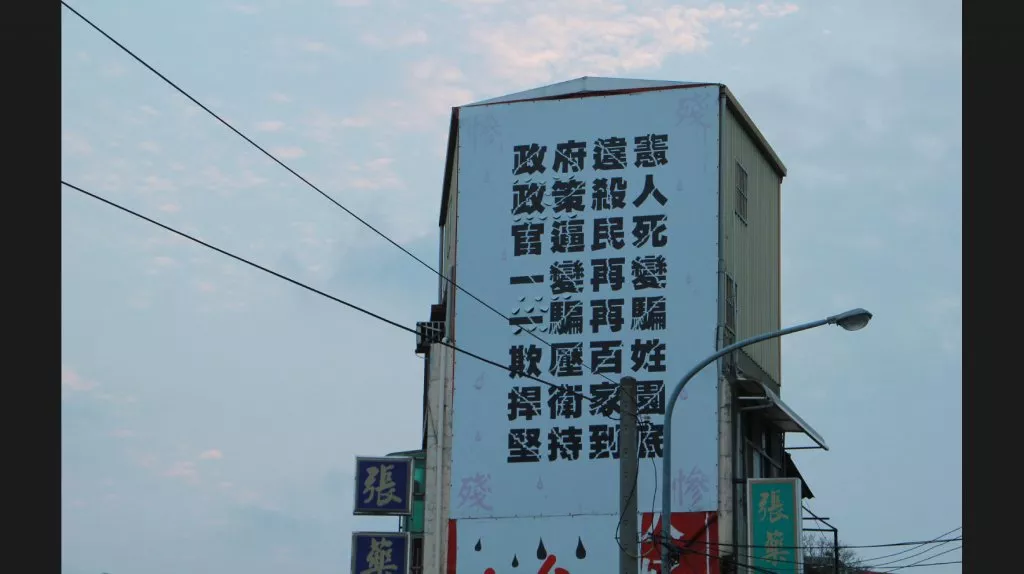 慘 殘
政府違憲
政策殺人
官逼民死
一變再變
一騙再騙
欺壓百姓
捍衛家園
堅持到底
殘 慘
張
藥
張
藥